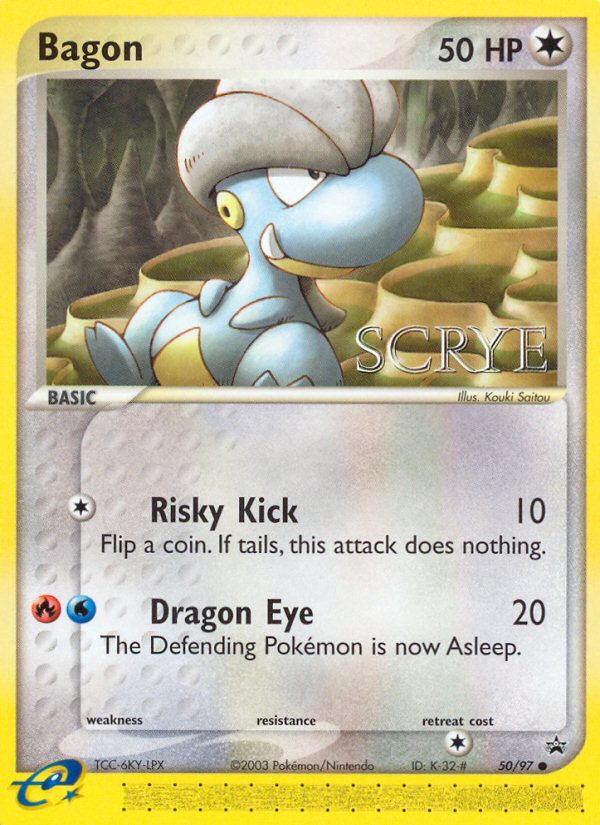 Bagon
50 HP
SCRYE
BASIC
Illus. Kouki Saitou
Risky Kick 10
Flip a coin. If tails, this attack does nothing.
Dragon Eye 20
The Defending Pokémon is now Asleep.
weakness resistance retreat cost
TCC-6KY-LPX ©2003 Pokémon/Nintendo ID: K-32-# 50/97